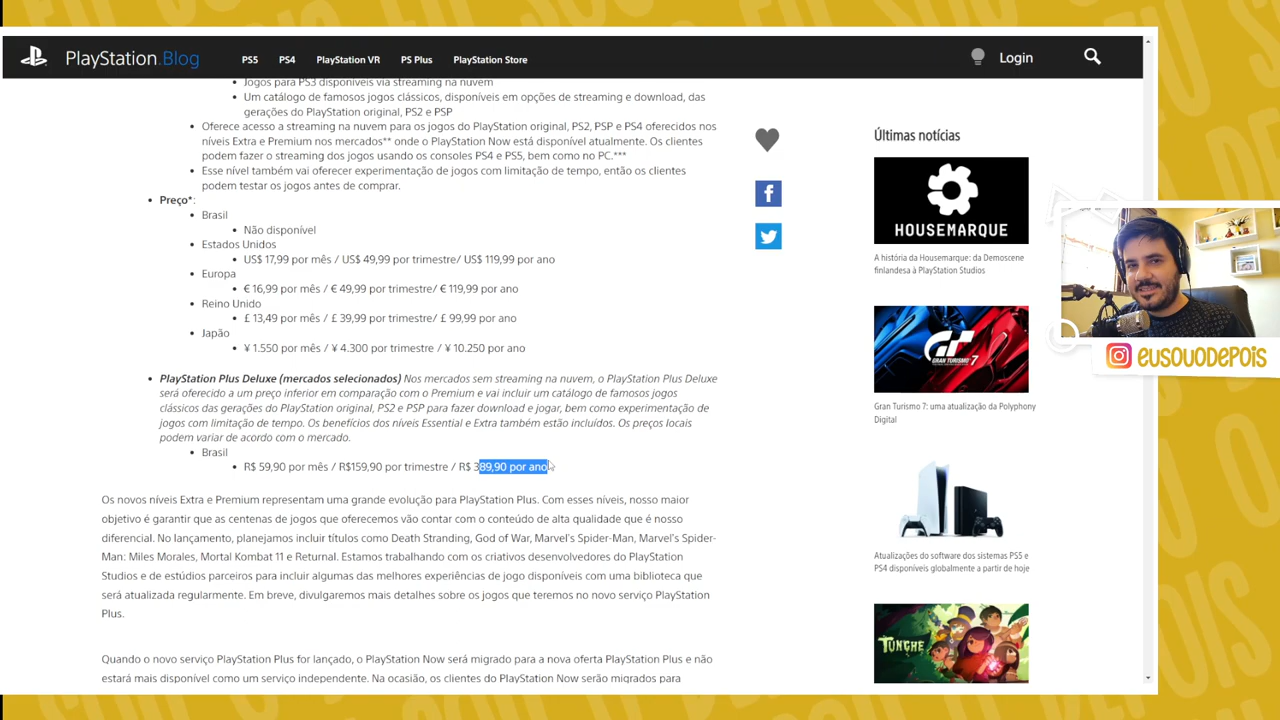 PlayStation.Blog
PS5
PS4
PlayStation VR
PS Plus
PlayStation Store
Login
Jogos para PS3 disponíveis via streaming na nuvem
Um catálogo de famosos jogos clássicos, disponíveis em opções de streaming e download, das
gerações do PlayStation original, PS2 e PSP
Oferece acesso a streaming na nuvem para os jogos do PlayStation original, PS2, PSP e PS4 oferecidos nos
níveis Extra e Premium nos mercados** onde o PlayStation Now está disponível atualmente. Os clientes
podem fazer o streaming dos jogos usando os consoles PS4 e PS5, bem como no PC.***
Esse nível também vai oferecer experimentação de jogos com limitação de tempo, então os clientes
podem testar os jogos antes de comprar.
Preço*:
Brasil
Não disponível
Estados Unidos
US$ 17,99 por mês / US$ 49,99 por trimestre/ US$ 119,99 por ano
Europa
€ 16,99 por mês / € 49,99 por trimestre/ € 119,99 por ano
Reino Unido
£ 13,49 por mês / £ 39,99 por trimestre/ £ 99,99 por ano
Japão
¥ 1.550 por mês / ¥ 4.300 por trimestre / ¥ 10.250 por ano
PlayStation Plus Deluxe (mercados selecionados) Nos mercados sem streaming na nuvem, o PlayStation Plus Deluxe
será oferecido a um preço inferior em comparação com o Premium e vai incluir um catálogo de famosos jogos
clássicos das gerações do PlayStation original, PS2 e PSP para fazer download e jogar, bem como experimentação de
jogos com limitação de tempo. Os benefícios dos níveis Essential e Extra também estão incluídos. Os preços locais
podem variar de acordo com o mercado.
Brasil
R$ 59,90 por mês / R$159,90 por trimestre / R$ 389,90 por ano
Os novos níveis Extra e Premium representam uma grande evolução para PlayStation Plus. Com esses níveis, nosso maior
objetivo é garantir que as centenas de jogos que oferecemos vão contar com o conteúdo de alta qualidade que é nosso
diferencial. No lançamento, planejamos incluir títulos como Death Stranding, God of War, Marvel's Spider-Man, Marvel's Spider-
Man: Miles Morales, Mortal Kombat 11 e Returnal. Estamos trabalhando com os criativos desenvolvedores do PlayStation
Studios e de estúdios parceiros para incluir algumas das melhores experiências de jogo disponíveis com uma biblioteca que
será atualizada regularmente. Em breve, divulgaremos mais detalhes sobre os jogos que teremos no novo serviço PlayStation
Plus.
Quando o novo serviço PlayStation Plus for lançado, o PlayStation Now será migrado para a nova oferta PlayStation Plus e não
estará mais disponível como um serviço independente. Na ocasião, os clientes do PlayStation Now serão migrados para
Últimas notícias
HOUSEMARQUE
A história da Housemarque: da Demoscene
finlandesa à PlayStation Studios
GT
GRAN TURISMO 7
Gran Turismo 7: uma atualização da Polyphony
Digital
Atualizações do software dos sistemas PS5 e
PS4 disponíveis globalmente a partir de hoje
TUNCHE
EUSOUODEPOIS